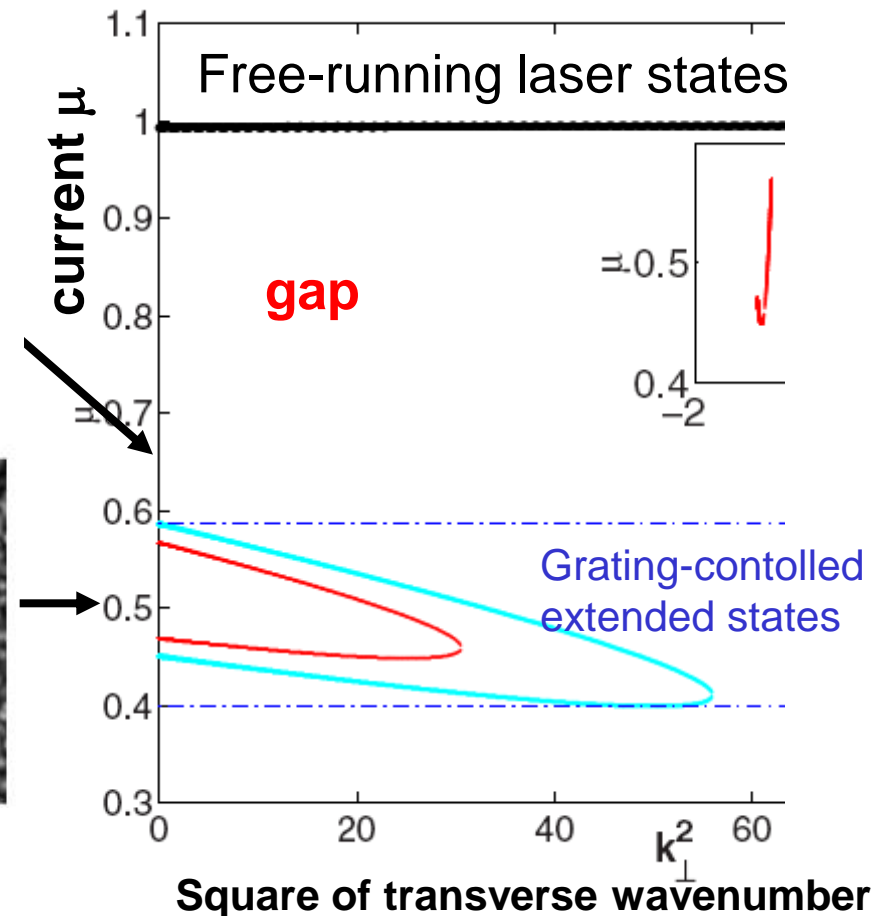 1.1
Free-running laser states
current μ
1
0.9
μ 0.5
gap
0.8
0.4
−2
μ
0.7
0.6
Grating-contolled
0.5
extended states
0.4
0.3
0
20
40
k⊥²
60
Square of transverse wavenumber